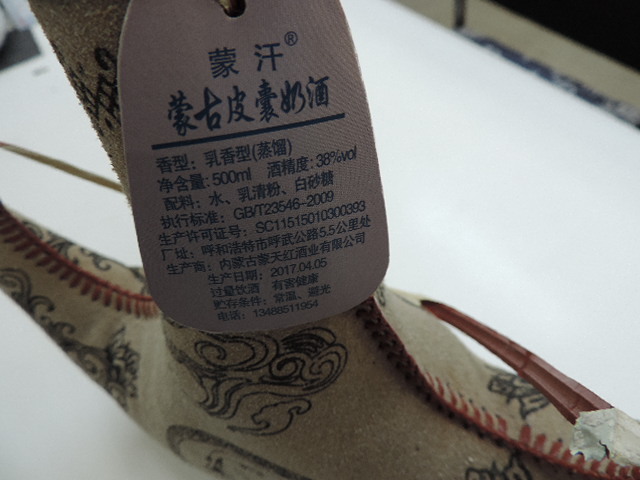 蒙汗®
蒙古皮囊奶酒
香型：乳香型(蒸馏)
净含量：500ml 酒精度：38%vol
配料：水、乳清粉、白砂糖
执行标准：GB/T23546-2009
生产许可证号：SC11515010300393
厂址：呼和浩特市呼武公路5.5公里处
生产商：内蒙古蒙天红酒业有限公司
生产日期：2017.04.05
过量饮酒 有害健康
贮存条件：常温、避光
电话：13488511954